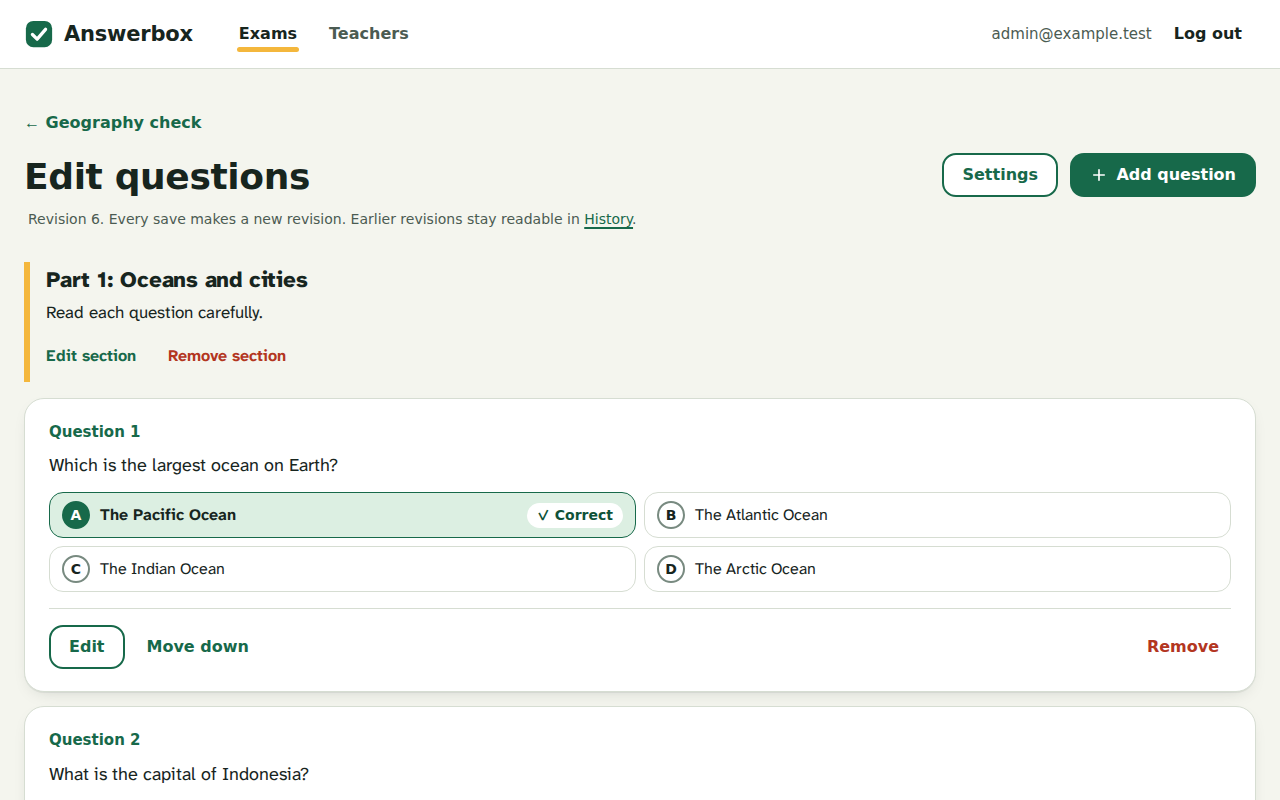 Answerbox Exams Teachers admin@example.test Log out
← Geography check
Edit questions Settings + Add question
Revision 6. Every save makes a new revision. Earlier revisions stay readable in History.
Part 1: Oceans and cities
Read each question carefully.
Edit section Remove section
Question 1
Which is the largest ocean on Earth?
A The Pacific Ocean ✓ Correct B The Atlantic Ocean
C The Indian Ocean D The Arctic Ocean
Edit Move down Remove
Question 2
What is the capital of Indonesia?